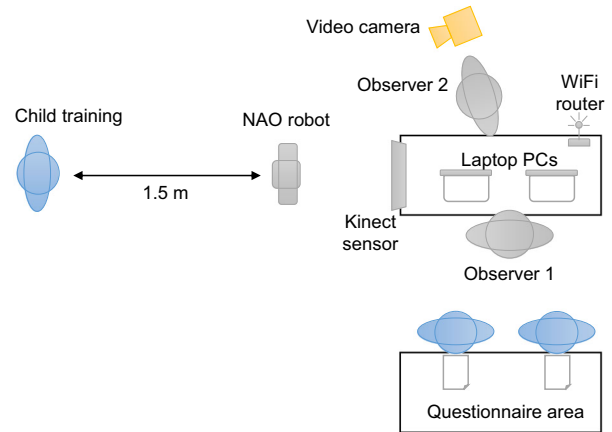 Video camera
Observer 2
WiFi
router
Child training
NAO robot
Laptop PCs
1.5 m
Kinect
sensor
Observer 1
Questionnaire area